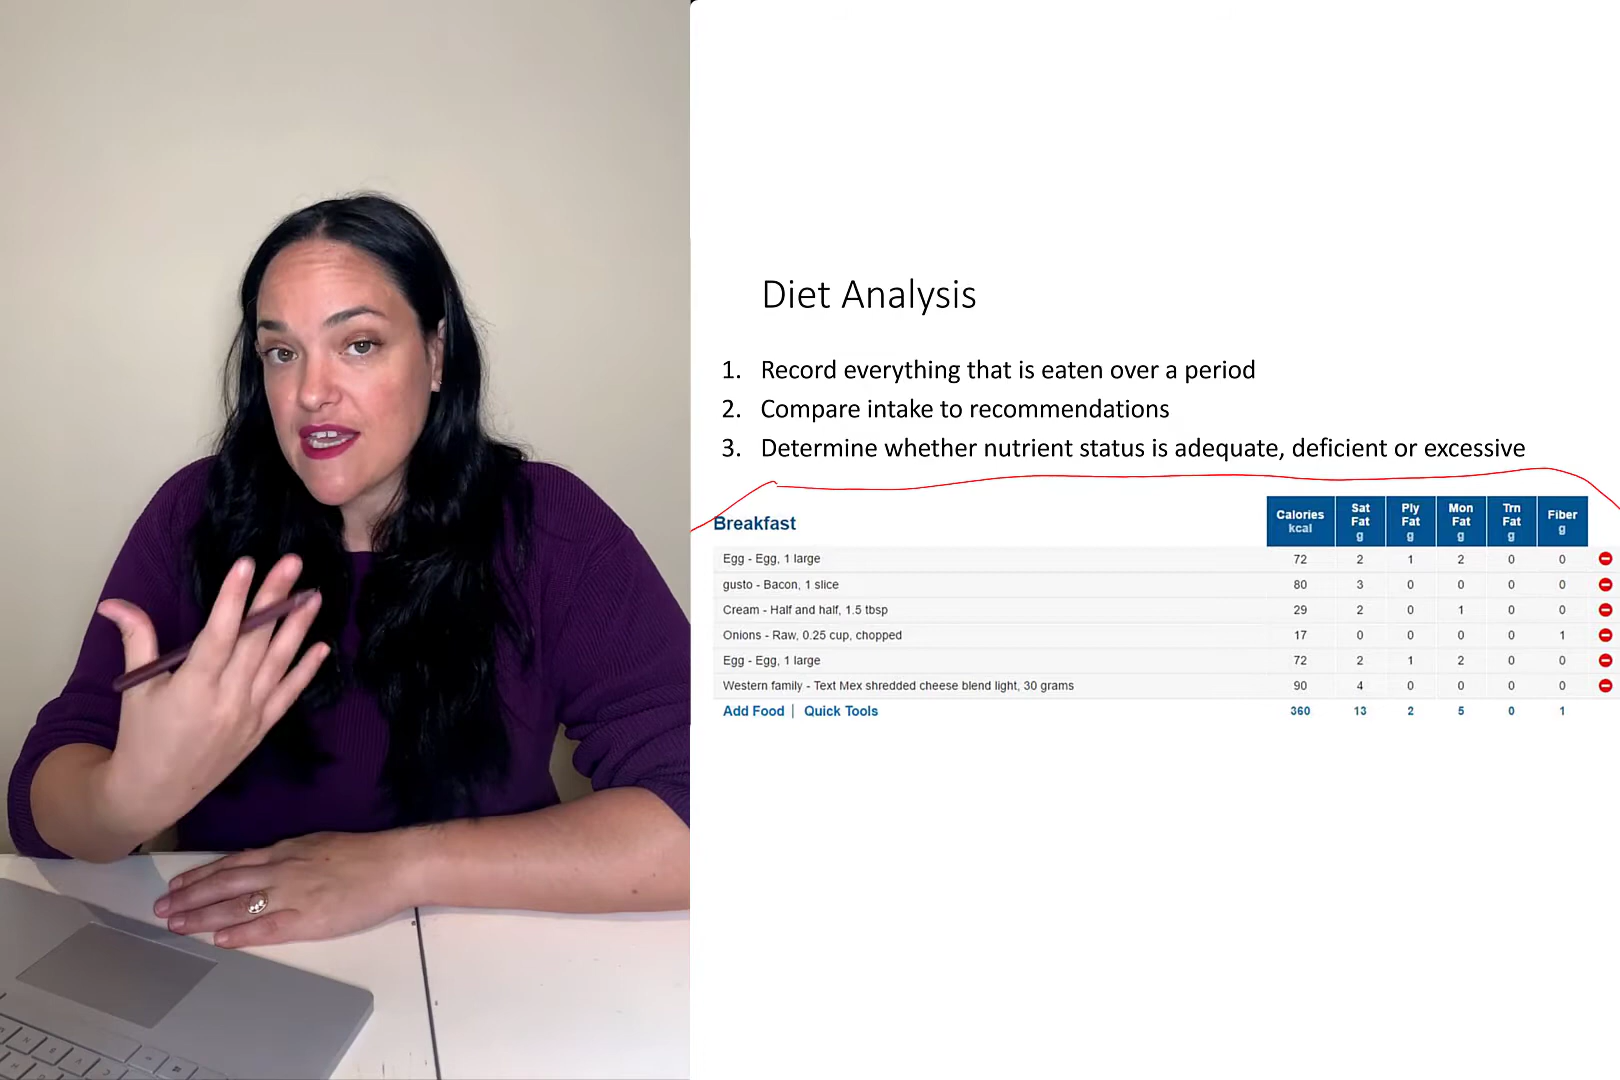 Diet Analysis
1. Record everything that is eaten over a period
2. Compare intake to recommendations
3. Determine whether nutrient status is adequate, deficient or excessive
Breakfast Calories kcal Sat Fat g Ply Fat g Mon Fat g Trn Fat g Fiber g
Egg - Egg, 1 large 72 2 1 2 0 0
gusto - Bacon, 1 slice 80 3 0 0 0 0
Cream - Half and half, 1.5 tbsp 29 2 0 1 0 0
Onions - Raw, 0.25 cup, chopped 17 0 0 0 0 1
Egg - Egg, 1 large 72 2 1 2 0 0
Western family - Text Mex shredded cheese blend light, 30 grams 90 4 0 0 0 0
Add Food | Quick Tools 360 13 2 5 0 1